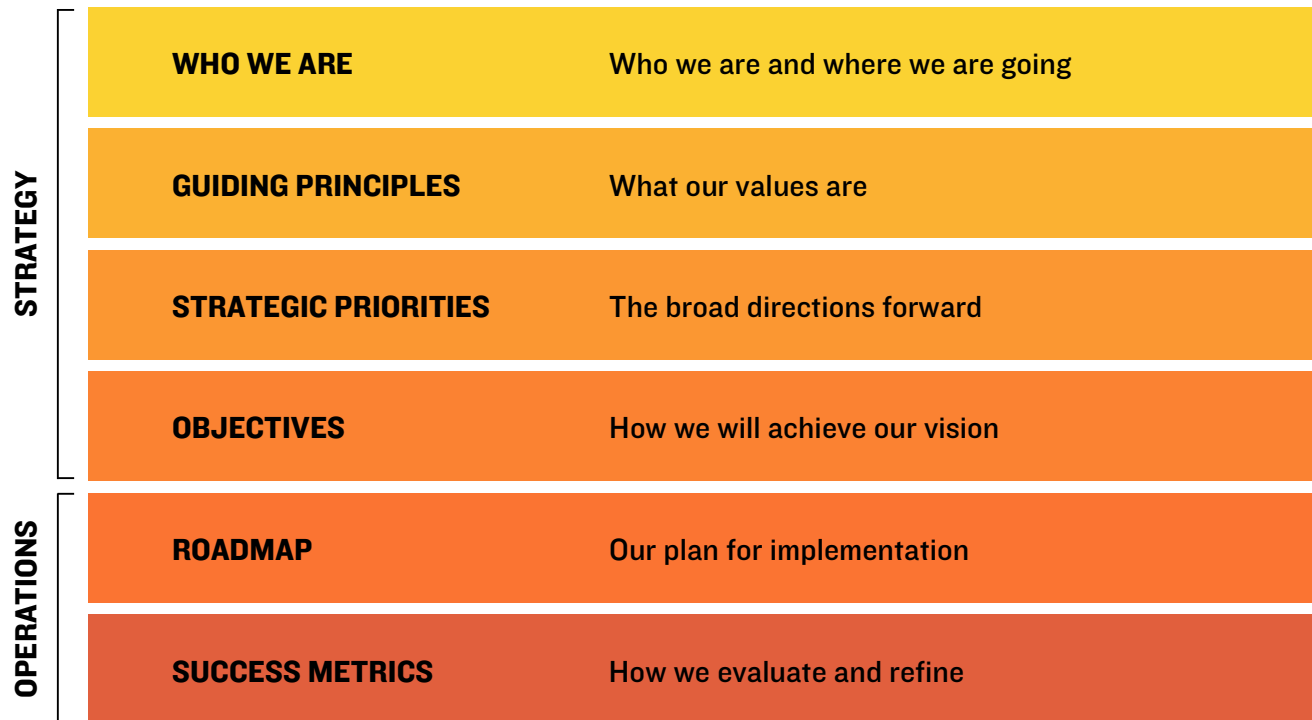 STRATEGY
WHO WE ARE Who we are and where we are going
GUIDING PRINCIPLES What our values are
STRATEGIC PRIORITIES The broad directions forward
OBJECTIVES How we will achieve our vision
OPERATIONS
ROADMAP Our plan for implementation
SUCCESS METRICS How we evaluate and refine